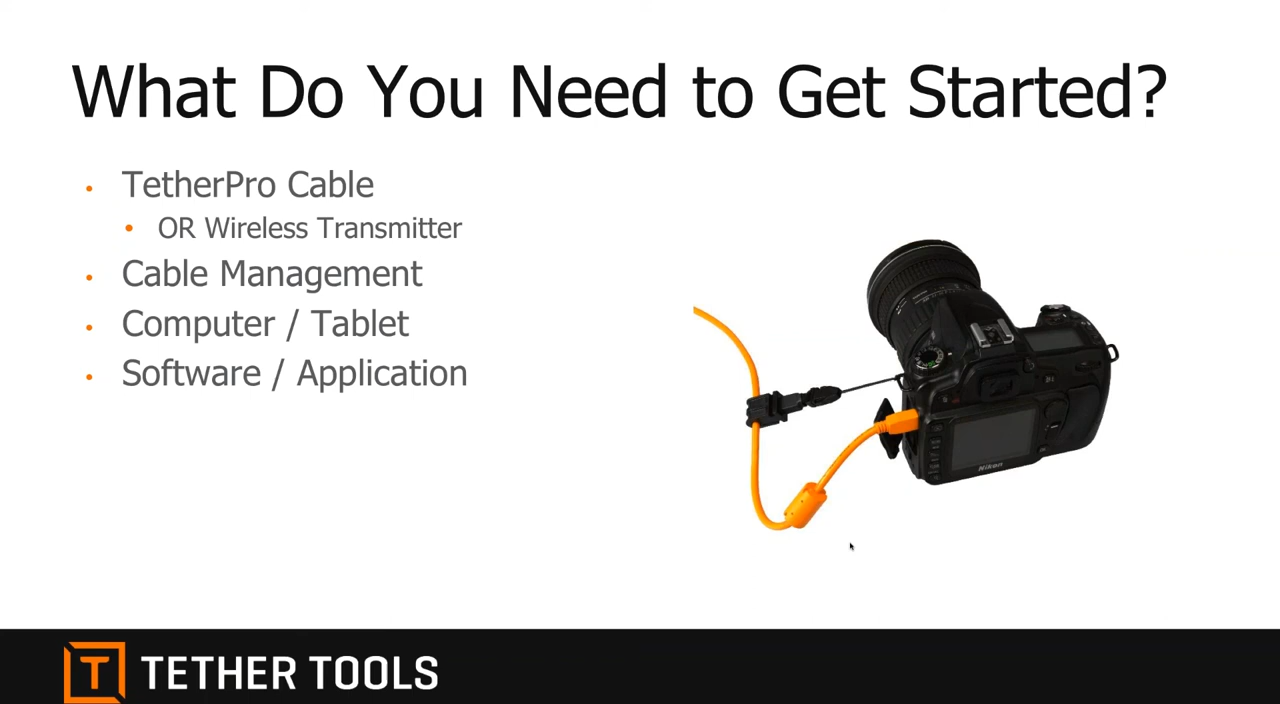 What Do You Need to Get Started?
• TetherPro Cable
• OR Wireless Transmitter
• Cable Management
• Computer / Tablet
• Software / Application
Nikon
T TETHER TOOLS